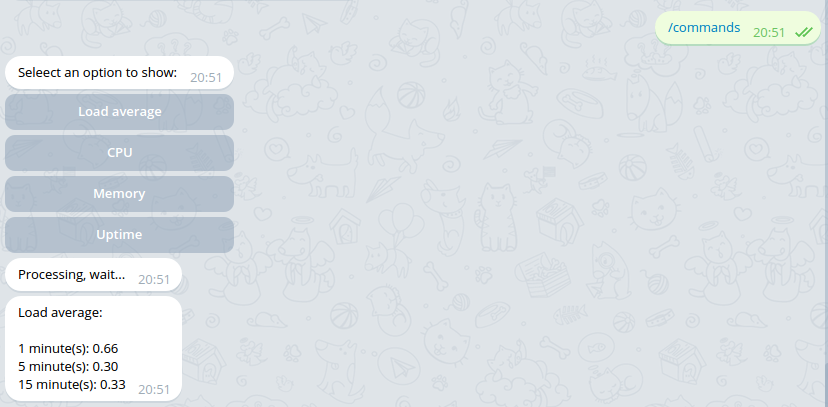 /commands 20:51
Seleect an option to show: 20:51
Load average
CPU
Memory
Uptime
Processing, wait... 20:51
Load average:
1 minute(s): 0.66
5 minute(s): 0.30
15 minute(s): 0.33 20:51